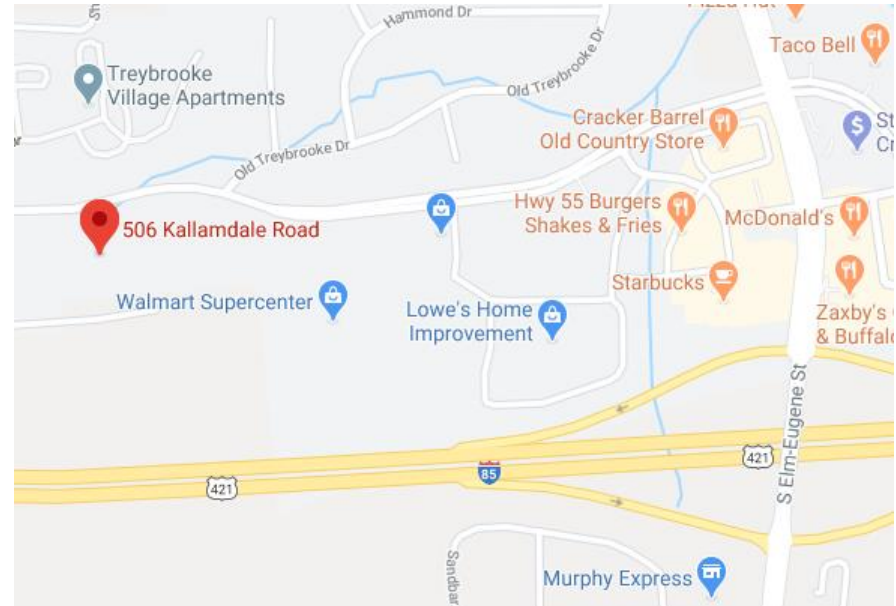 Hammond Dr
Taco Bell
Treybrooke
Village Apartments
Old Treybrooke Dr
Cracker Barrel
Old Country Store
Old Treybrooke Dr
506 Kallamdale Road
Hwy 55 Burgers
Shakes & Fries
McDonald's
Walmart Supercenter
Starbucks
Lowe's Home
Improvement
Zaxby's
& Buffalo
S Elm-Eugene St
421
85
421
Sandbar
Murphy Express